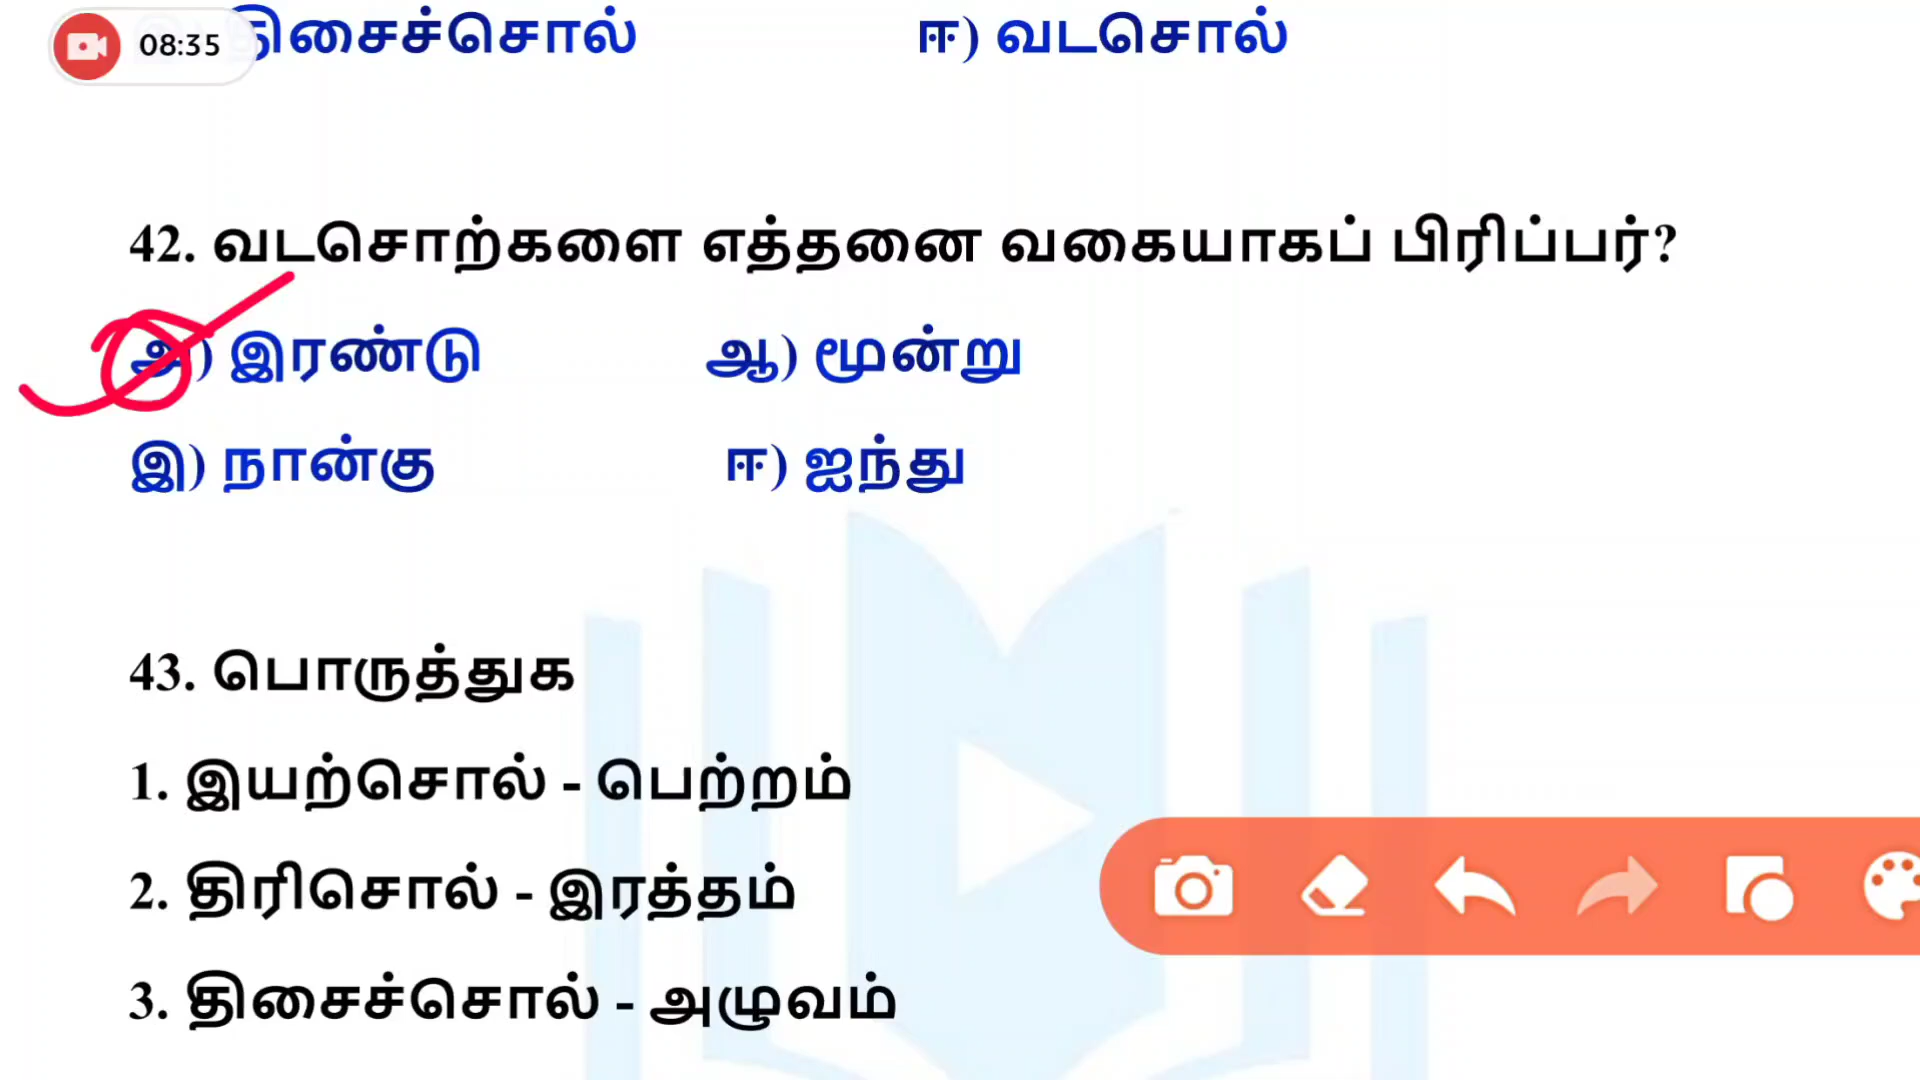 08:35
திசைச்சொல் ஈ) வடசொல்
42. வடசொற்களை எத்தனை வகையாகப் பிரிப்பர்?
அ) இரண்டு ஆ) மூன்று
இ) நான்கு ஈ) ஐந்து
43. பொருத்துக
1. இயற்சொல் - பெற்றம்
2. திரிசொல் - இரத்தம்
3. திசைச்சொல் - அழுவம்